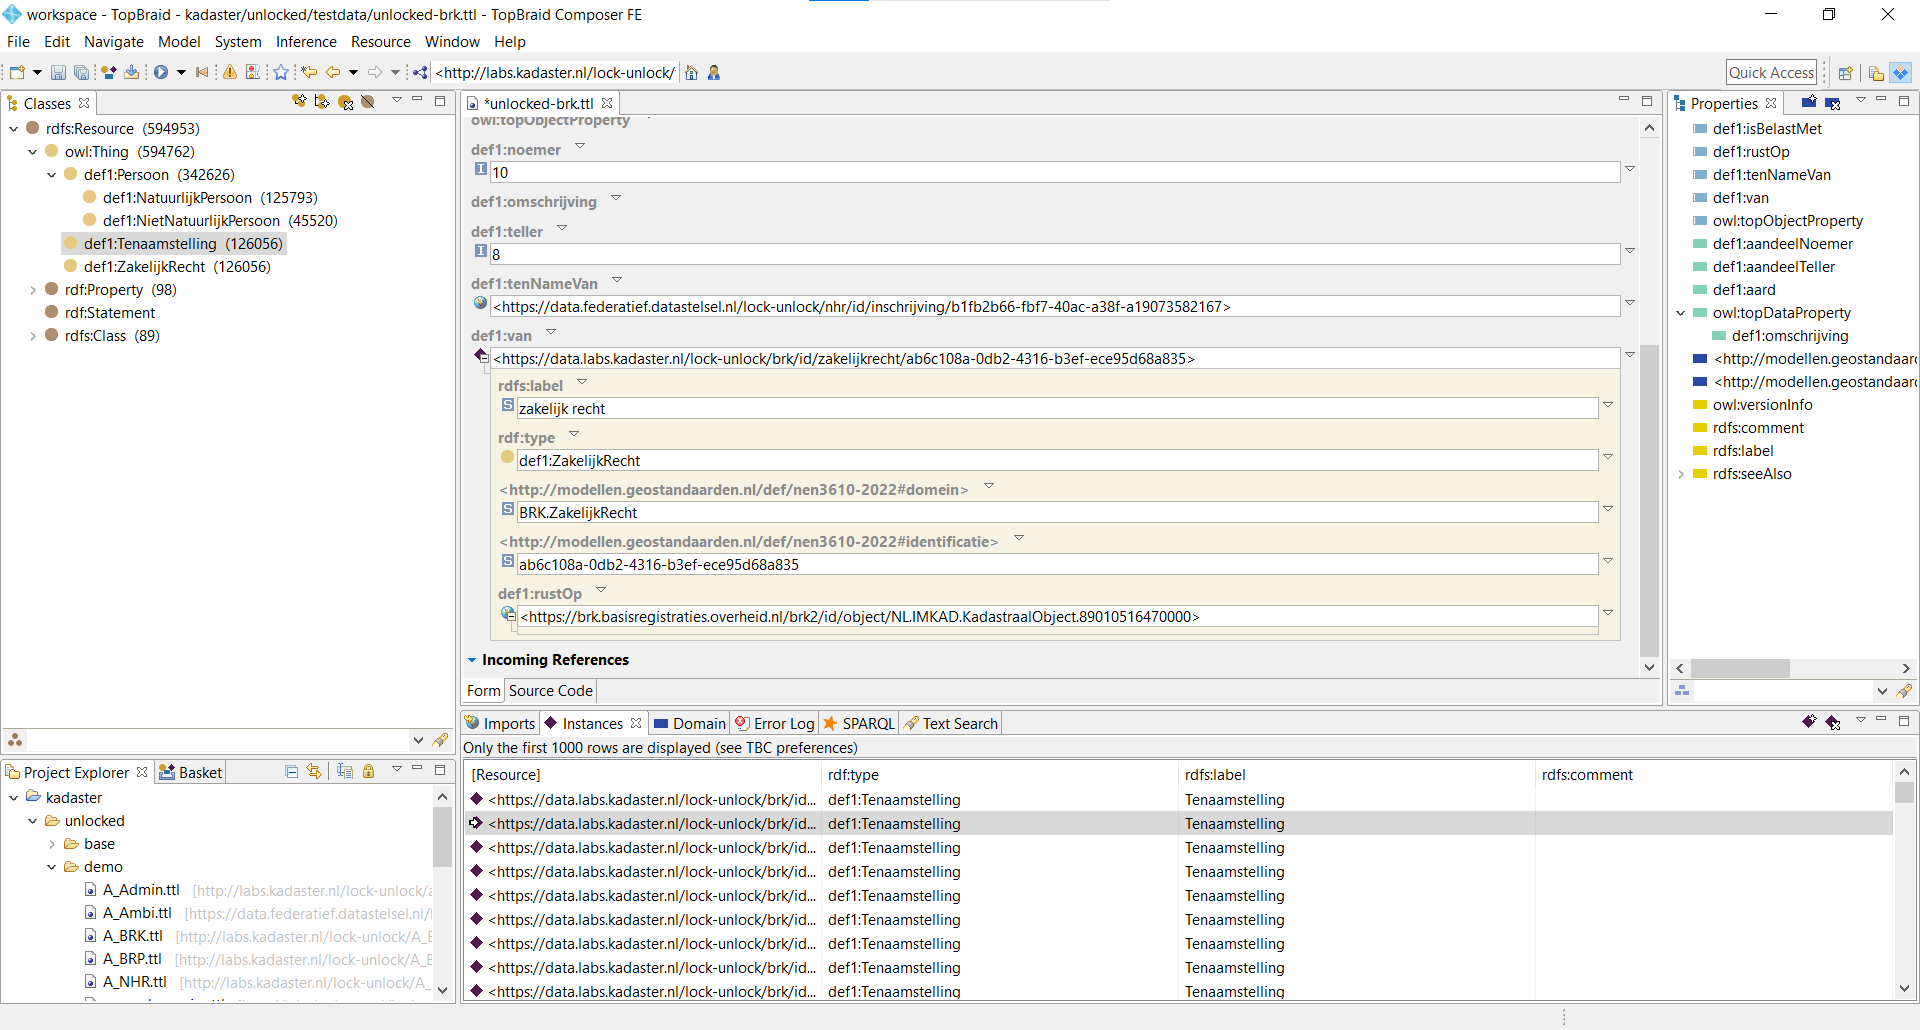 workspace - TopBraid - kadaster/unlocked/testdata/unlocked-brk.ttl - TopBraid Composer FE
File Edit Navigate Model System Inference Resource Window Help
<http://labs.kadaster.nl/lock-unlock/
Quick Access
Classes
rdfs:Resource (594953)
owl:Thing (594762)
def1:Persoon (342626)
def1:NatuurlijkPersoon (125793)
def1:NietNatuurlijkPersoon (45520)
def1:Tenaamstelling (126056)
def1:ZakelijkRecht (126056)
rdf:Property (98)
rdf:Statement
rdfs:Class (89)
*unlocked-brk.ttl
owl:topObjectProperty
def1:noemer
10
def1:omschrijving
def1:teller
8
def1:tenNameVan
<https://data.federatief.datastelsel.nl/lock-unlock/nhr/id/inschrijving/b1fb2b66-fbf7-40ac-a38f-a19073582167>
def1:van
<https://data.labs.kadaster.nl/lock-unlock/brk/id/zakelijkrecht/ab6c108a-0db2-4316-b3ef-ece95d68a835>
rdfs:label
zakelijk recht
rdf:type
def1:ZakelijkRecht
<http://modellen.geostandaarden.nl/def/nen3610-2022#domein>
BRK.ZakelijkRecht
<http://modellen.geostandaarden.nl/def/nen3610-2022#identificatie>
ab6c108a-0db2-4316-b3ef-ece95d68a835
def1:rustOp
<https://brk.basisregistraties.overheid.nl/brk2/id/object/NL.IMKAD.KadastraalObject.89010516470000>
Incoming References
Form Source Code
Properties
def1:isBelastMet
def1:rustOp
def1:tenNameVan
def1:van
owl:topObjectProperty
def1:aandeelNoemer
def1:aandeelTeller
def1:aard
owl:topDataProperty
def1:omschrijving
<http://modellen.geostandaar
<http://modellen.geostandaar
owl:versionInfo
rdfs:comment
rdfs:label
rdfs:seeAlso
Project Explorer Basket
kadaster
unlocked
base
demo
A_Admin.ttl [http://labs.kadaster.nl/lock-unlock/a
A_Ambi.ttl [https://data.federatief.datastelsel.nl/l
A_BRK.ttl [http://labs.kadaster.nl/lock-unlock/A_B
A_BRP.ttl [http://labs.kadaster.nl/lock-unlock/A_B
A_NHR.ttl [http://labs.kadaster.nl/lock-unlock/A_
Imports Instances Domain Error Log SPARQL Text Search
Only the first 1000 rows are displayed (see TBC preferences)
[Resource] rdf:type rdfs:label rdfs:comment
<https://data.labs.kadaster.nl/lock-unlock/brk/id... def1:Tenaamstelling Tenaamstelling
<https://data.labs.kadaster.nl/lock-unlock/brk/id... def1:Tenaamstelling Tenaamstelling
<https://data.labs.kadaster.nl/lock-unlock/brk/id... def1:Tenaamstelling Tenaamstelling
<https://data.labs.kadaster.nl/lock-unlock/brk/id... def1:Tenaamstelling Tenaamstelling
<https://data.labs.kadaster.nl/lock-unlock/brk/id... def1:Tenaamstelling Tenaamstelling
<https://data.labs.kadaster.nl/lock-unlock/brk/id... def1:Tenaamstelling Tenaamstelling
<https://data.labs.kadaster.nl/lock-unlock/brk/id... def1:Tenaamstelling Tenaamstelling
<https://data.labs.kadaster.nl/lock-unlock/brk/id... def1:Tenaamstelling Tenaamstelling
<https://data.labs.kadaster.nl/lock-unlock/brk/id... def1:Tenaamstelling Tenaamstelling